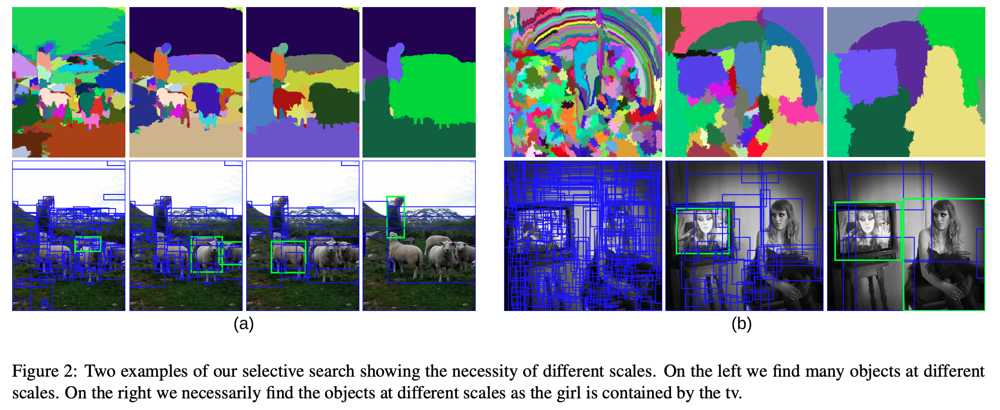 (a)
(b)
Figure 2: Two examples of our selective search showing the necessity of different scales. On the left we find many objects at different
scales. On the right we necessarily find the objects at different scales as the girl is contained by the tv.